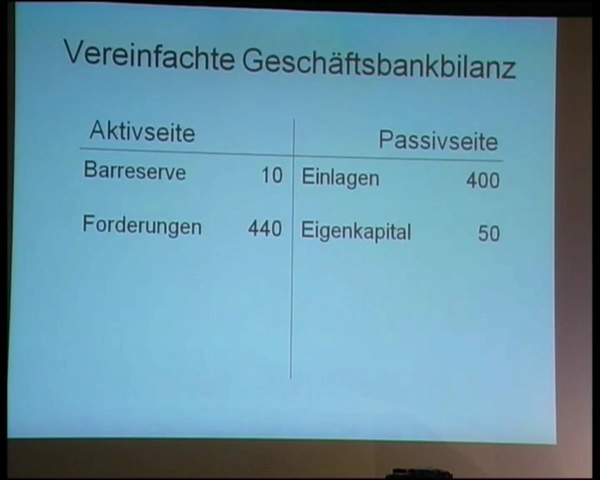 Vereinfachte Geschäftsbankbilanz
Aktivseite Passivseite
Barreserve 10 Einlagen 400
Forderungen 440 Eigenkapital 50